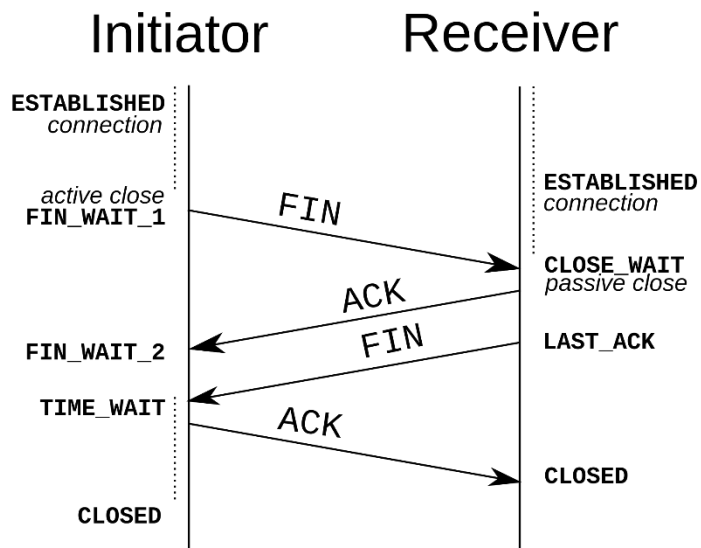 Initiator
Receiver
ESTABLISHED
connection
active close
FIN_WAIT_1
FIN
ESTABLISHED
connection
CLOSE_WAIT
passive close
ACK
FIN
LAST_ACK
FIN_WAIT_2
TIME_WAIT
ACK
CLOSED
CLOSED